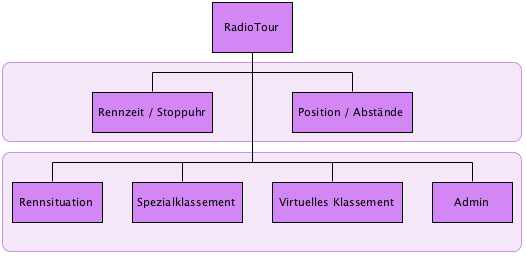 RadioTour
Rennzeit / Stoppuhr
Position / Abstände
Rennsituation
Spezialklassement
Virtuelles Klassement
Admin